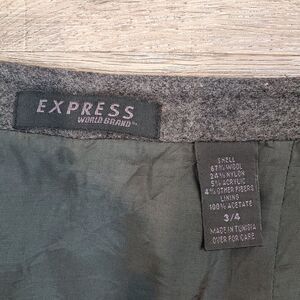 EXPRESS
WORLD BRAND™
SHELL
67% WOOL
24% NYLON
5% ACRYLIC
4% OTHER FIBERS
LINING
100% ACETATE
3/4
MADE IN TUNISIA
OVER FOR CARE